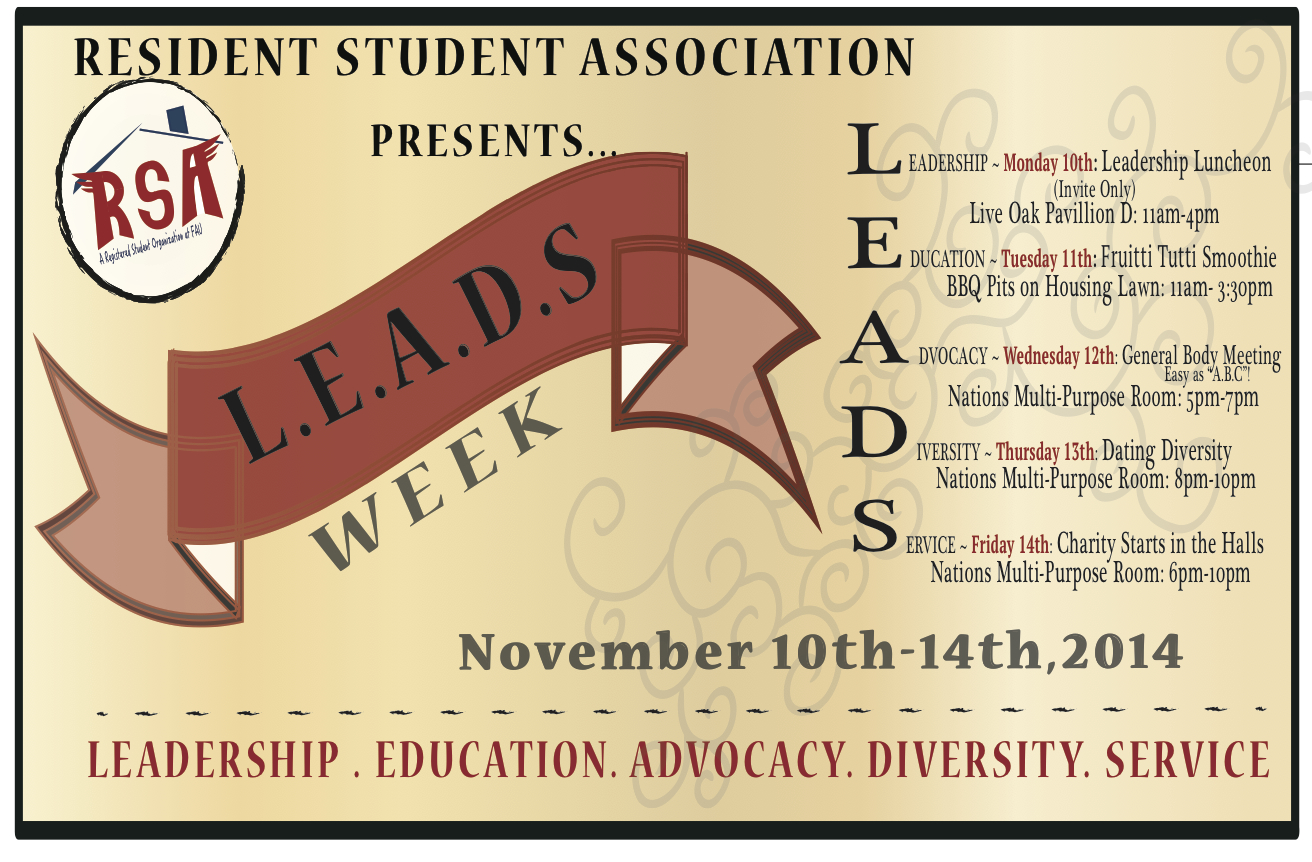 RESIDENT STUDENT ASSOCIATION
PRESENTS...
RSA
A Registered Student Organization at FAU
L.E.A.D.S
WEEK
LEADERSHIP ~ Monday 10th: Leadership Luncheon
(Invite Only)
Live Oak Pavillion D: 11am-4pm
EDUCATION ~ Tuesday 11th: Fruitti Tutti Smoothie
BBQ Pits on Housing Lawn: 11am- 3:30pm
ADVOCACY ~ Wednesday 12th: General Body Meeting
Easy as "A.B.C"!
Nations Multi-Purpose Room: 5pm-7pm
DIVERSITY ~ Thursday 13th: Dating Diversity
Nations Multi-Purpose Room: 8pm-10pm
SERVICE ~ Friday 14th: Charity Starts in the Halls
Nations Multi-Purpose Room: 6pm-10pm
November 10th-14th,2014
LEADERSHIP . EDUCATION. ADVOCACY. DIVERSITY. SERVICE